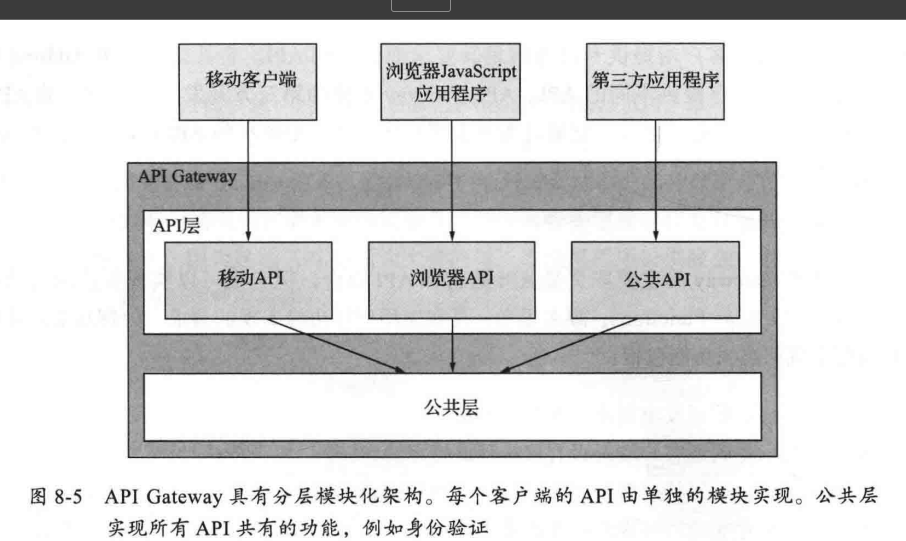 移动客户端
浏览器JavaScript
应用程序
第三方应用程序
API Gateway
API层
移动API
浏览器API
公共API
公共层
图 8-5 API Gateway 具有分层模块化架构。每个客户端的 API 由单独的模块实现。公共层
实现所有 API 共有的功能，例如身份验证